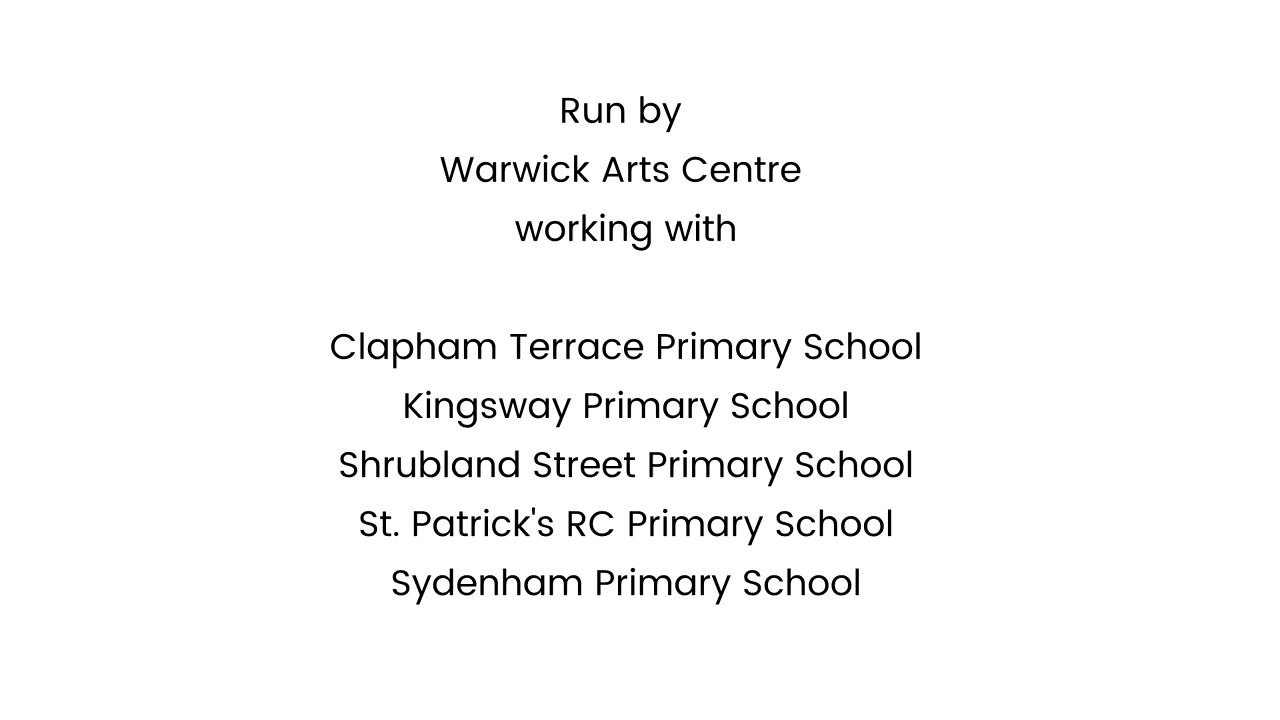 Run by
Warwick Arts Centre
working with
Clapham Terrace Primary School
Kingsway Primary School
Shrubland Street Primary School
St. Patrick's RC Primary School
Sydenham Primary School